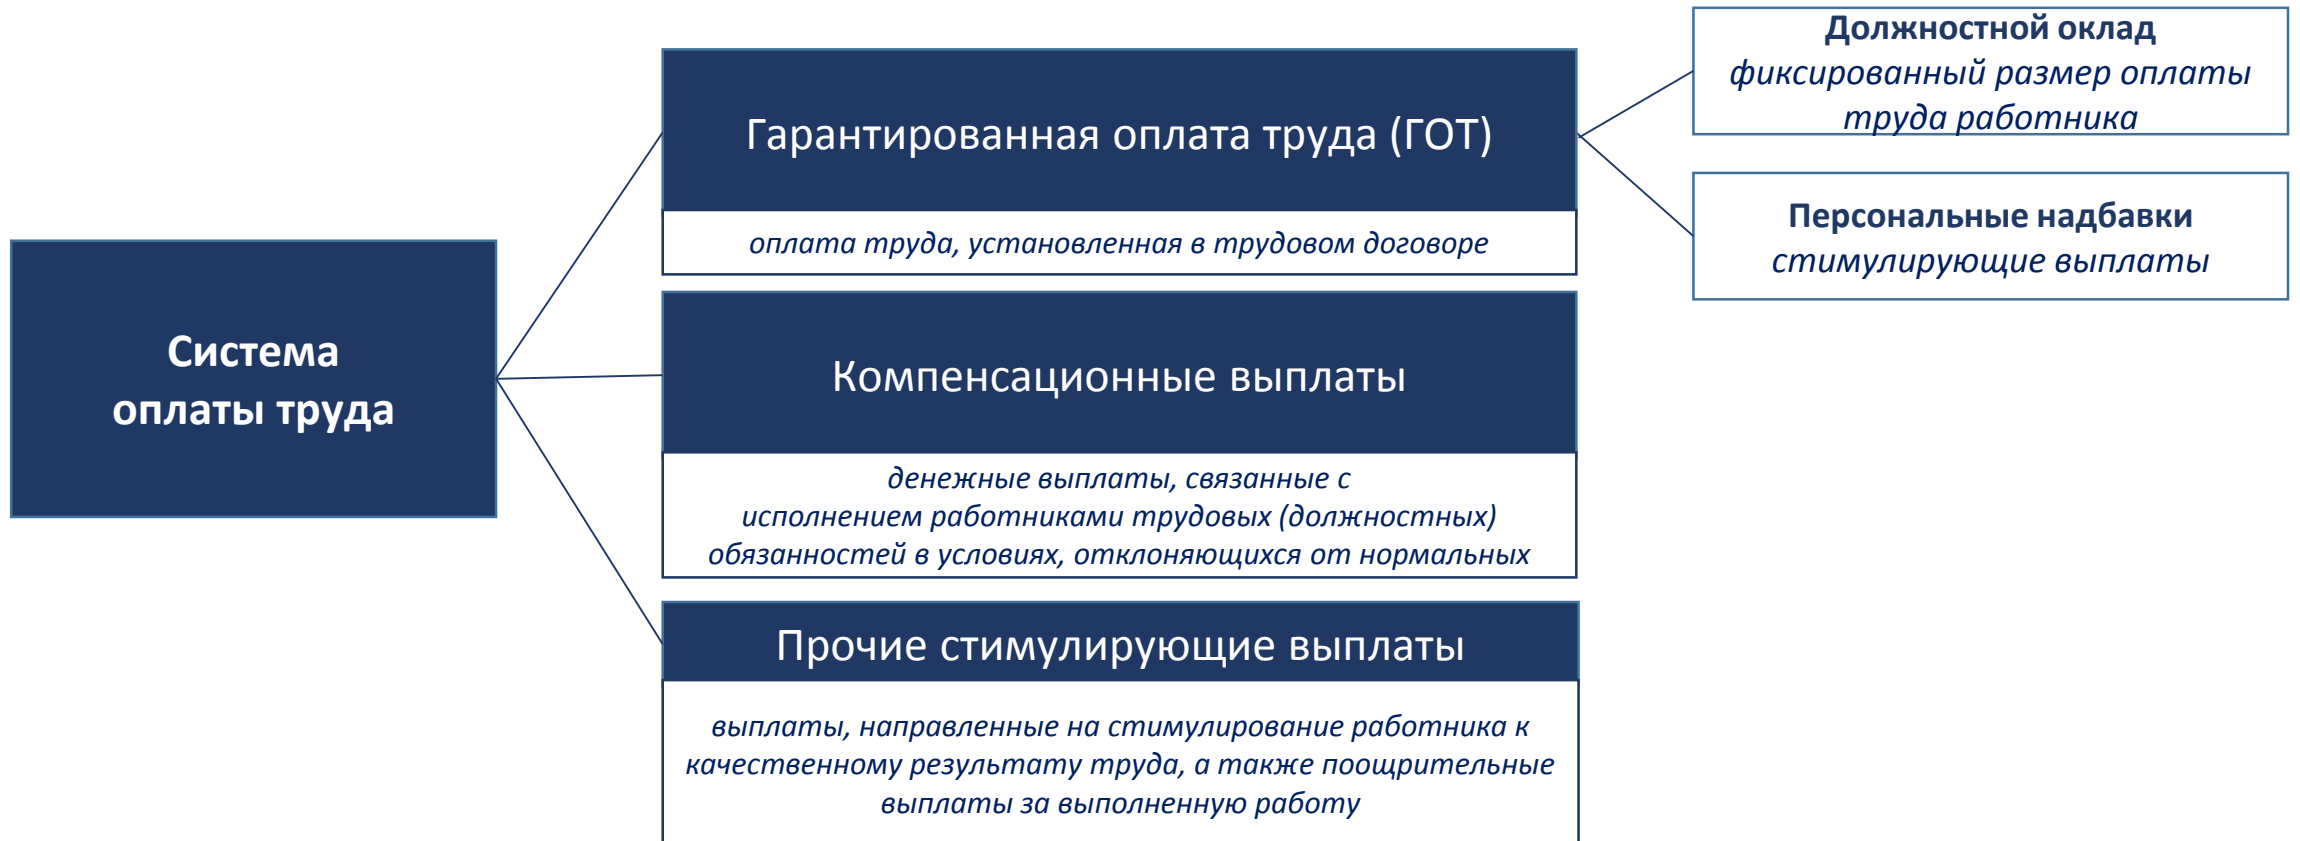 Система
оплаты труда
Гарантированная оплата труда (ГОТ)
оплата труда, установленная в трудовом договоре
Должностной оклад
фиксированный размер оплаты
труда работника
Персональные надбавки
стимулирующие выплаты
Компенсационные выплаты
денежные выплаты, связанные с
исполнением работниками трудовых (должностных)
обязанностей в условиях, отклоняющихся от нормальных
Прочие стимулирующие выплаты
выплаты, направленные на стимулирование работника к
качественному результату труда, а также поощрительные
выплаты за выполненную работу